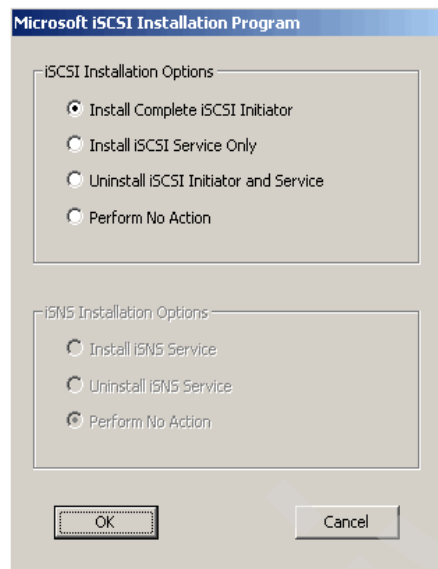 Microsoft iSCSI Installation Program
iSCSI Installation Options
Install Complete iSCSI Initiator
Install iSCSI Service Only
Uninstall iSCSI Initiator and Service
Perform No Action
iSNS Installation Options
Install iSNS Service
Uninstall iSNS Service
Perform No Action
OK
Cancel